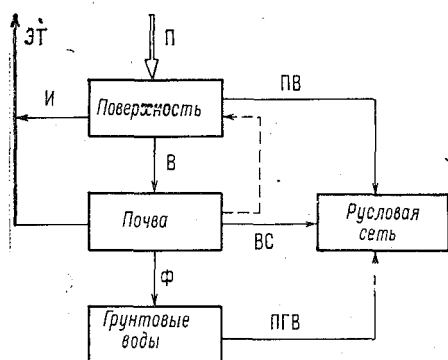 ЭТ
П
И
Поверхность
ПВ
В
Почва
ВС
Русловая
сеть
Ф
Грунтовые
воды
ПГВ